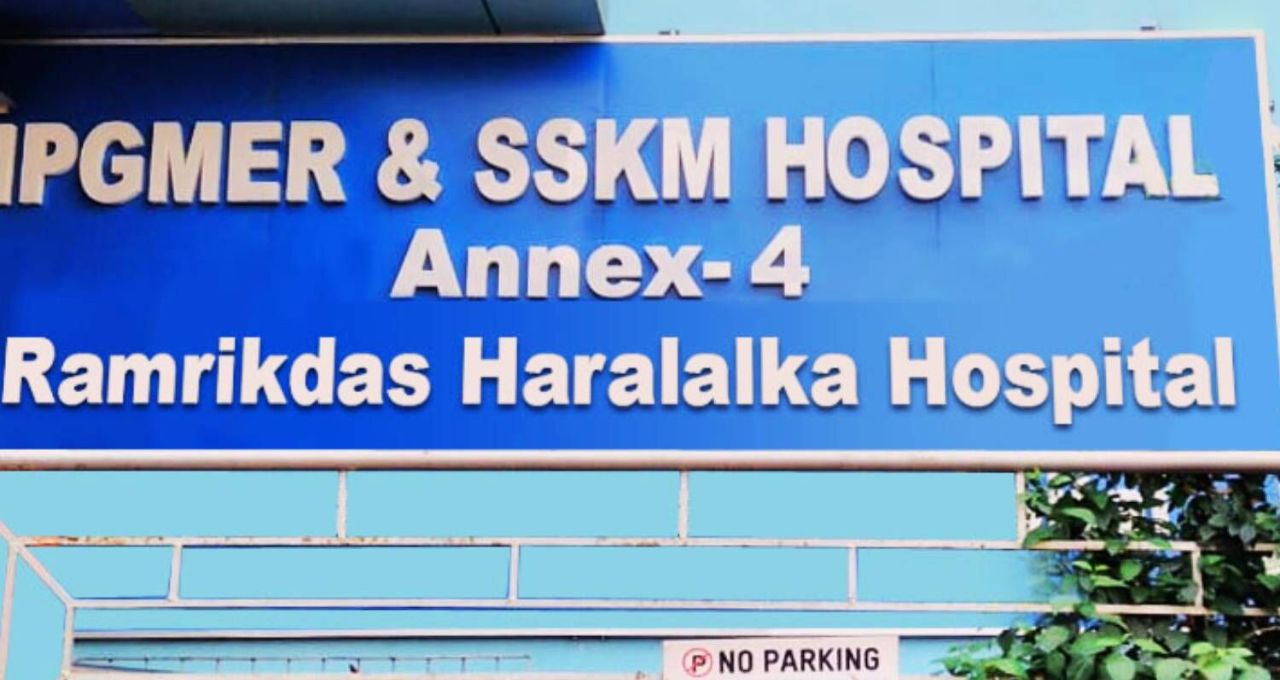 IPGMER & SSKM HOSPITAL
Annex-4
Ramrikdas Haralalka Hospital
P NO PARKING